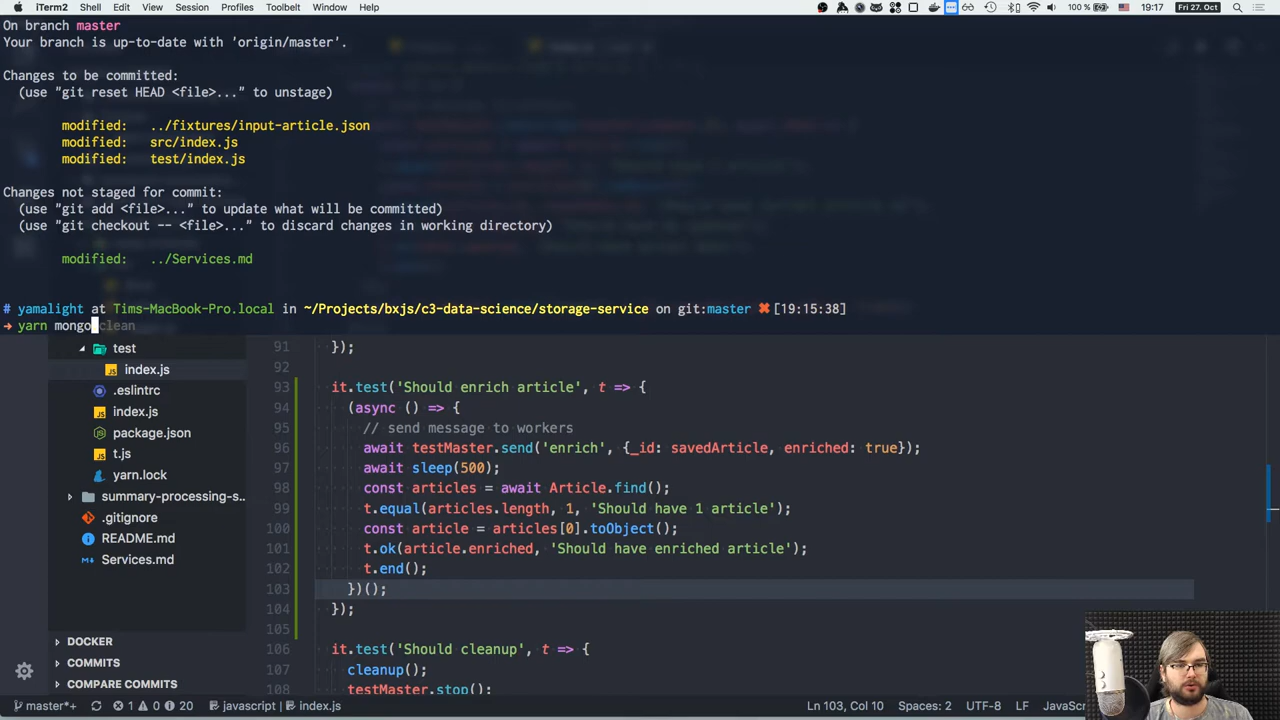 iTerm2 Shell Edit View Session Profiles Toolbelt Window Help 100 % 19:17 Fri 27. Oct
On branch master
Your branch is up-to-date with 'origin/master'.
Changes to be committed:
(use "git reset HEAD <file>..." to unstage)
modified: ../fixtures/input-article.json
modified: src/index.js
modified: test/index.js
Changes not staged for commit:
(use "git add <file>..." to update what will be committed)
(use "git checkout -- <file>..." to discard changes in working directory)
modified: ../Services.md
# yamalight at Tims-MacBook-Pro.local in ~/Projects/bxjs/c3-data-science/storage-service on git:master ✖ [19:15:38]
→ yarn mongo clean
test
index.js
.eslintrc
index.js
package.json
t.js
yarn.lock
summary-processing-s...
.gitignore
README.md
Services.md
DOCKER
COMMITS
COMPARE COMMITS
91 });
92
93 it.test('Should enrich article', t => {
94 (async () => {
95 // send message to workers
96 await testMaster.send('enrich', {_id: savedArticle, enriched: true});
97 await sleep(500);
98 const articles = await Article.find();
99 t.equal(articles.length, 1, 'Should have 1 article');
100 const article = articles[0].toObject();
101 t.ok(article.enriched, 'Should have enriched article');
102 t.end();
103 })();
104 });
105
106 it.test('Should cleanup', t => {
107 cleanup();
108 testMaster.stop();
master*+ 1 0 20 javascript | index.js Ln 103, Col 10 Spaces: 2 UTF-8 LF JavaSc